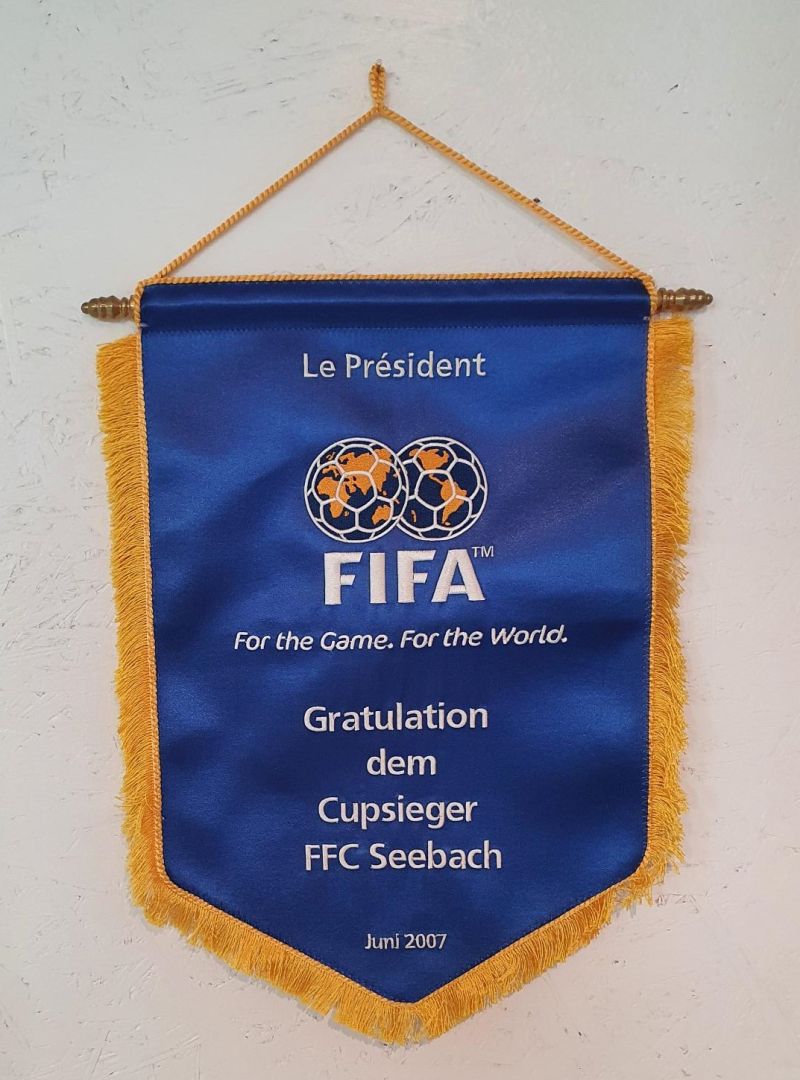 Le Président
FIFA™
For the Game. For the World.
Gratulation
dem
Cupsieger
FFC Seebach
Juni 2007